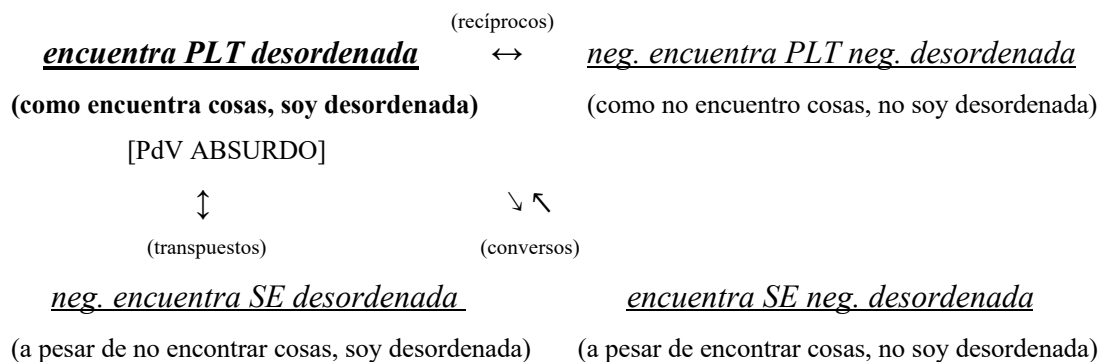 (recíprocos)
encuentra PLT desordenada ↔ neg. encuentra PLT neg. desordenada
(como encuentra cosas, soy desordenada) (como no encuentro cosas, no soy desordenada)
[PdV ABSURDO]
↕ ↘↖
(transpuestos) (conversos)
neg. encuentra SE desordenada encuentra SE neg. desordenada
(a pesar de no encontrar cosas, soy desordenada) (a pesar de encontrar cosas, no soy desordenada)